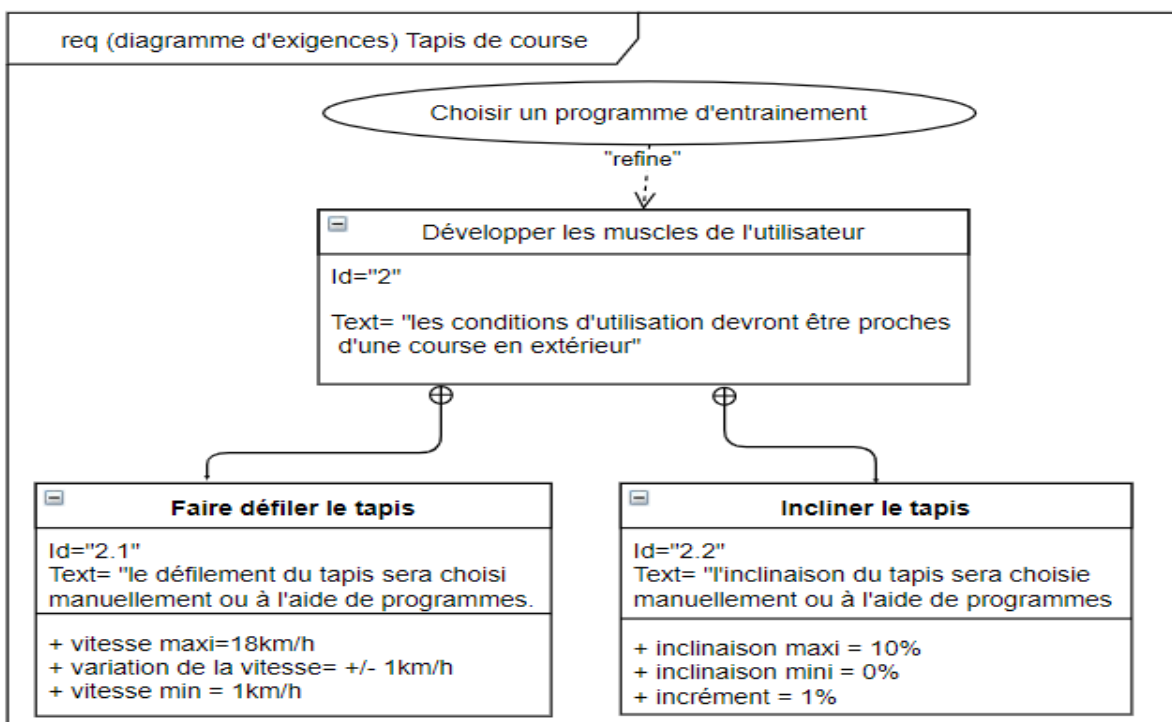 req (diagramme d'exigences) Tapis de course
Choisir un programme d'entrainement
"refine"
Développer les muscles de l'utilisateur
Id="2"
Text= "les conditions d'utilisation devront être proches
d'une course en extérieur"
Faire défiler le tapis
Id="2.1"
Text= "le défilement du tapis sera choisi
manuellement ou à l'aide de programmes.
+ vitesse maxi=18km/h
+ variation de la vitesse= +/- 1km/h
+ vitesse min = 1km/h
Incliner le tapis
Id="2.2"
Text= "l'inclinaison du tapis sera choisie
manuellement ou à l'aide de programmes
+ inclinaison maxi = 10%
+ inclinaison mini = 0%
+ incrément = 1%